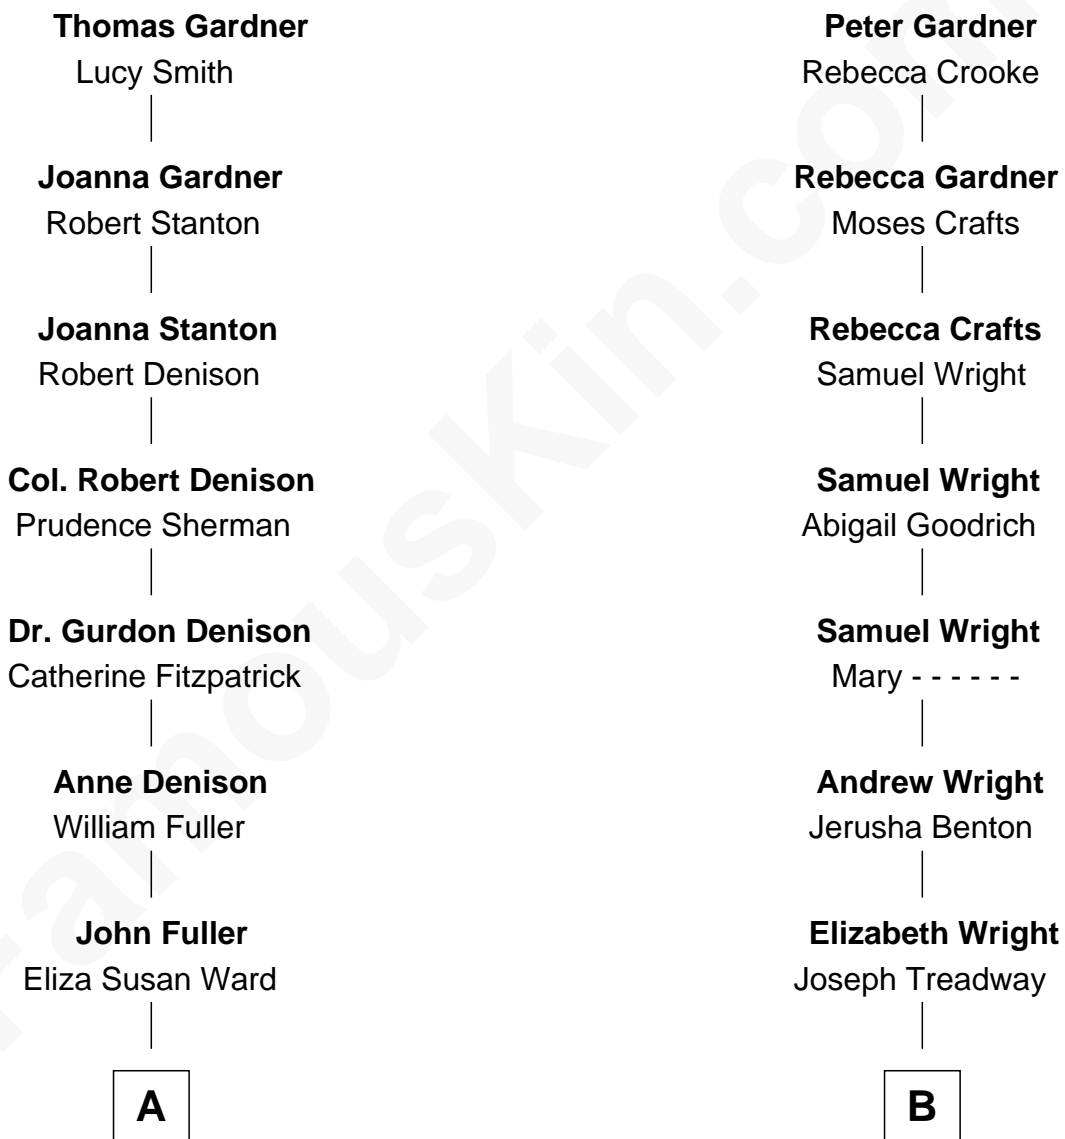 Thomas Gardner
Lucy Smith
Joanna Gardner
Robert Stanton
Joanna Stanton
Robert Denison
Col. Robert Denison
Prudence Sherman
Dr. Gurdon Denison
Catherine Fitzpatrick
Anne Denison
William Fuller
John Fuller
Eliza Susan Ward
A
Peter Gardner
Rebecca Crooke
Rebecca Gardner
Moses Crafts
Rebecca Crafts
Samuel Wright
Samuel Wright
Abigail Goodrich
Samuel Wright
Mary - - - - - -
Andrew Wright
Jerusha Benton
Elizabeth Wright
Joseph Treadway
B
FamousKin.com